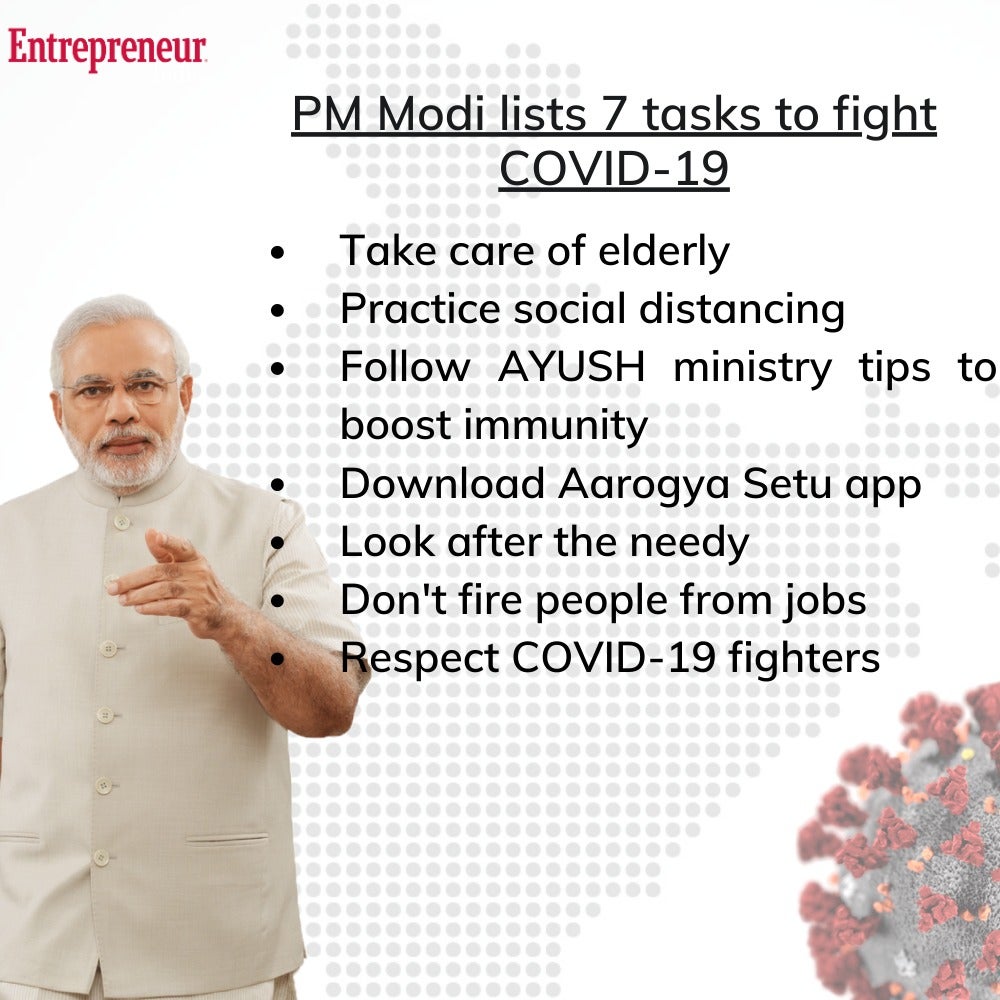 Entrepreneur
PM Modi lists 7 tasks to fight
COVID-19
• Take care of elderly
• Practice social distancing
• Follow AYUSH ministry tips to
boost immunity
• Download Aarogya Setu app
• Look after the needy
• Don't fire people from jobs
• Respect COVID-19 fighters